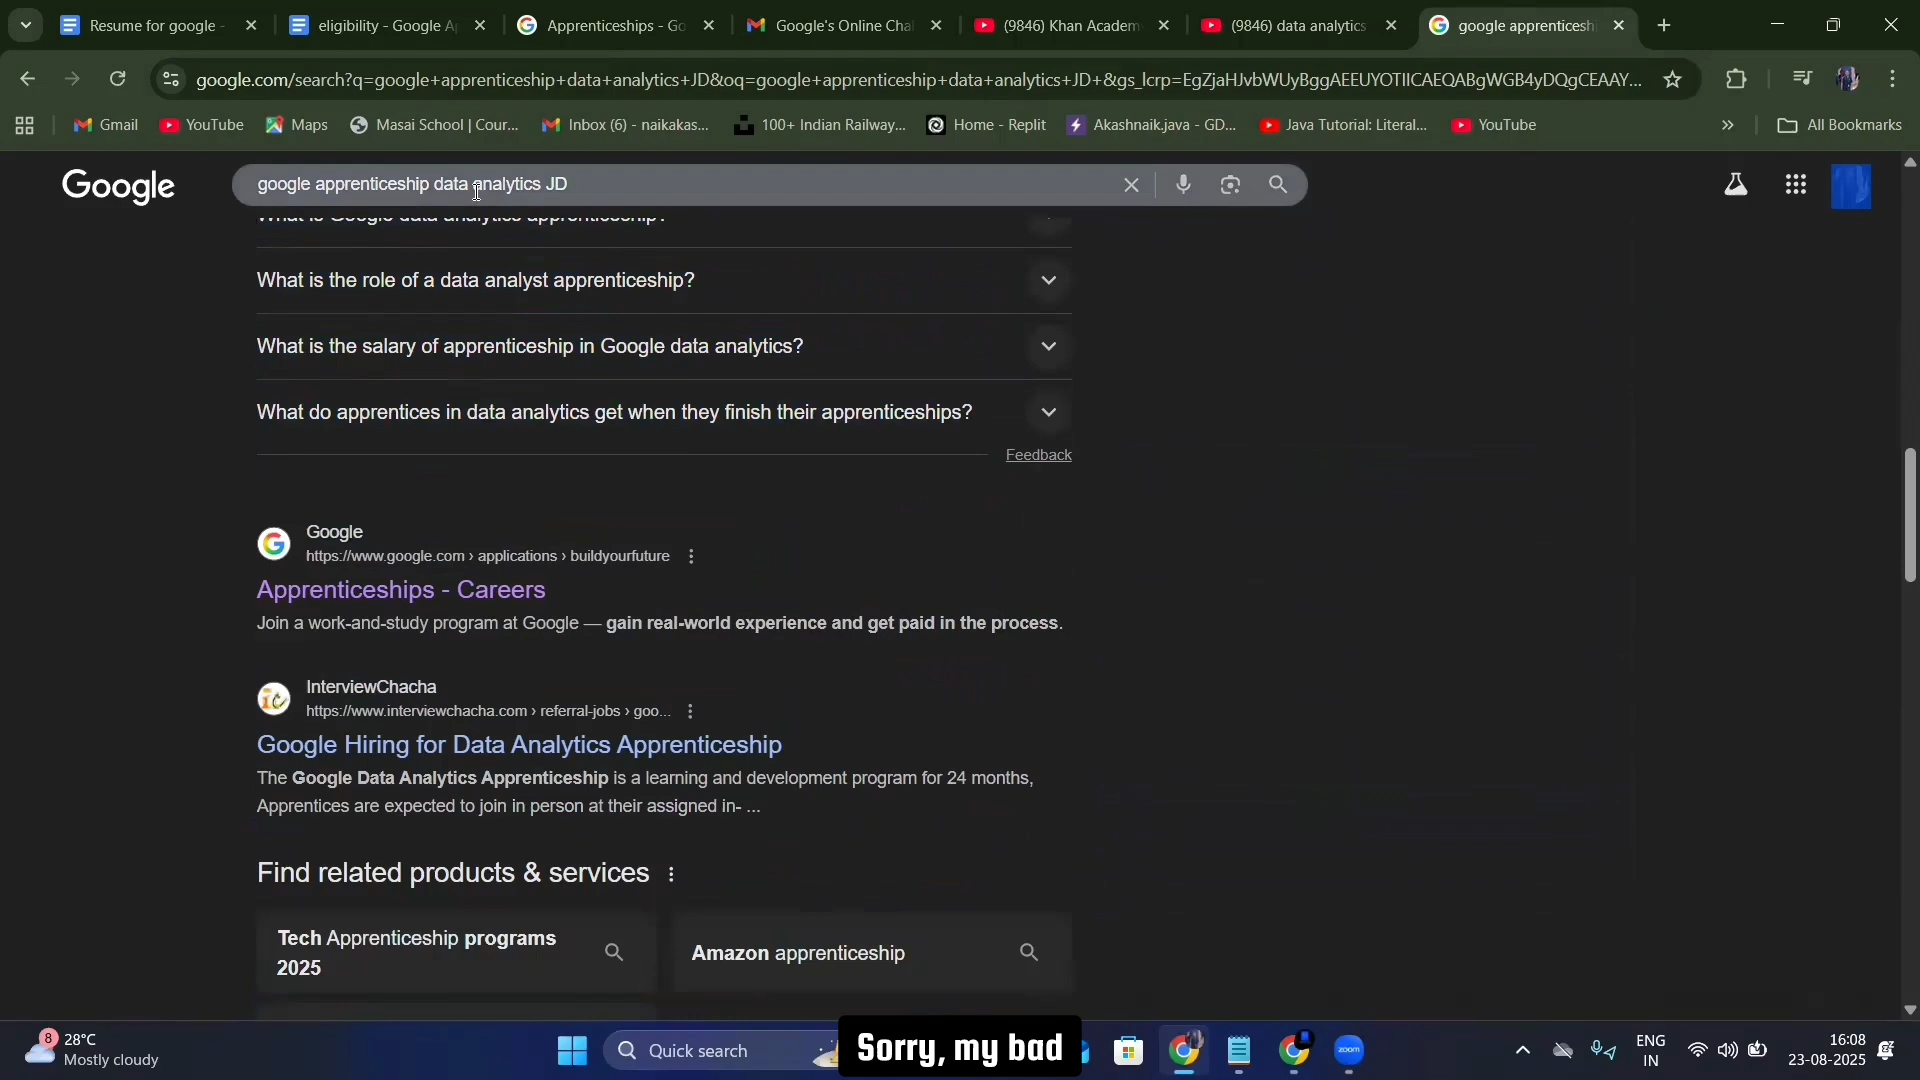 Resume for google -
eligibility - Google A
Apprenticeships - Go
Google's Online Cha
(9846) Khan Academ
(9846) data analytics
google apprenticesh
google.com/search?q=google+apprenticeship+data+analytics+JD&oq=google+apprenticeship+data+analytics+JD+&gs_lcrp=EgZjaHJvbWUyBggAEEUYOTIICAEQABgWGB4yDQgCEAAY...
Gmail
YouTube
Maps
Masai School | Cour...
Inbox (6) - naikakas...
100+ Indian Railway...
Home - Replit
Akashnaik.java - GD...
Java Tutorial: Literal...
YouTube
All Bookmarks
Google
google apprenticeship data analytics JD
What is Google data analytics apprenticeship?
What is the role of a data analyst apprenticeship?
What is the salary of apprenticeship in Google data analytics?
What do apprentices in data analytics get when they finish their apprenticeships?
Feedback
Google
https://www.google.com › applications › buildyourfuture
Apprenticeships - Careers
Join a work-and-study program at Google — gain real-world experience and get paid in the process.
InterviewChacha
https://www.interviewchacha.com › referral-jobs › goo...
Google Hiring for Data Analytics Apprenticeship
The Google Data Analytics Apprenticeship is a learning and development program for 24 months,
Apprentices are expected to join in person at their assigned in- ...
Find related products & services
Tech Apprenticeship programs
2025
Amazon apprenticeship
8
28°C
Mostly cloudy
Quick search
Sorry, my bad
zoom
ENG
IN
16:08
23-08-2025